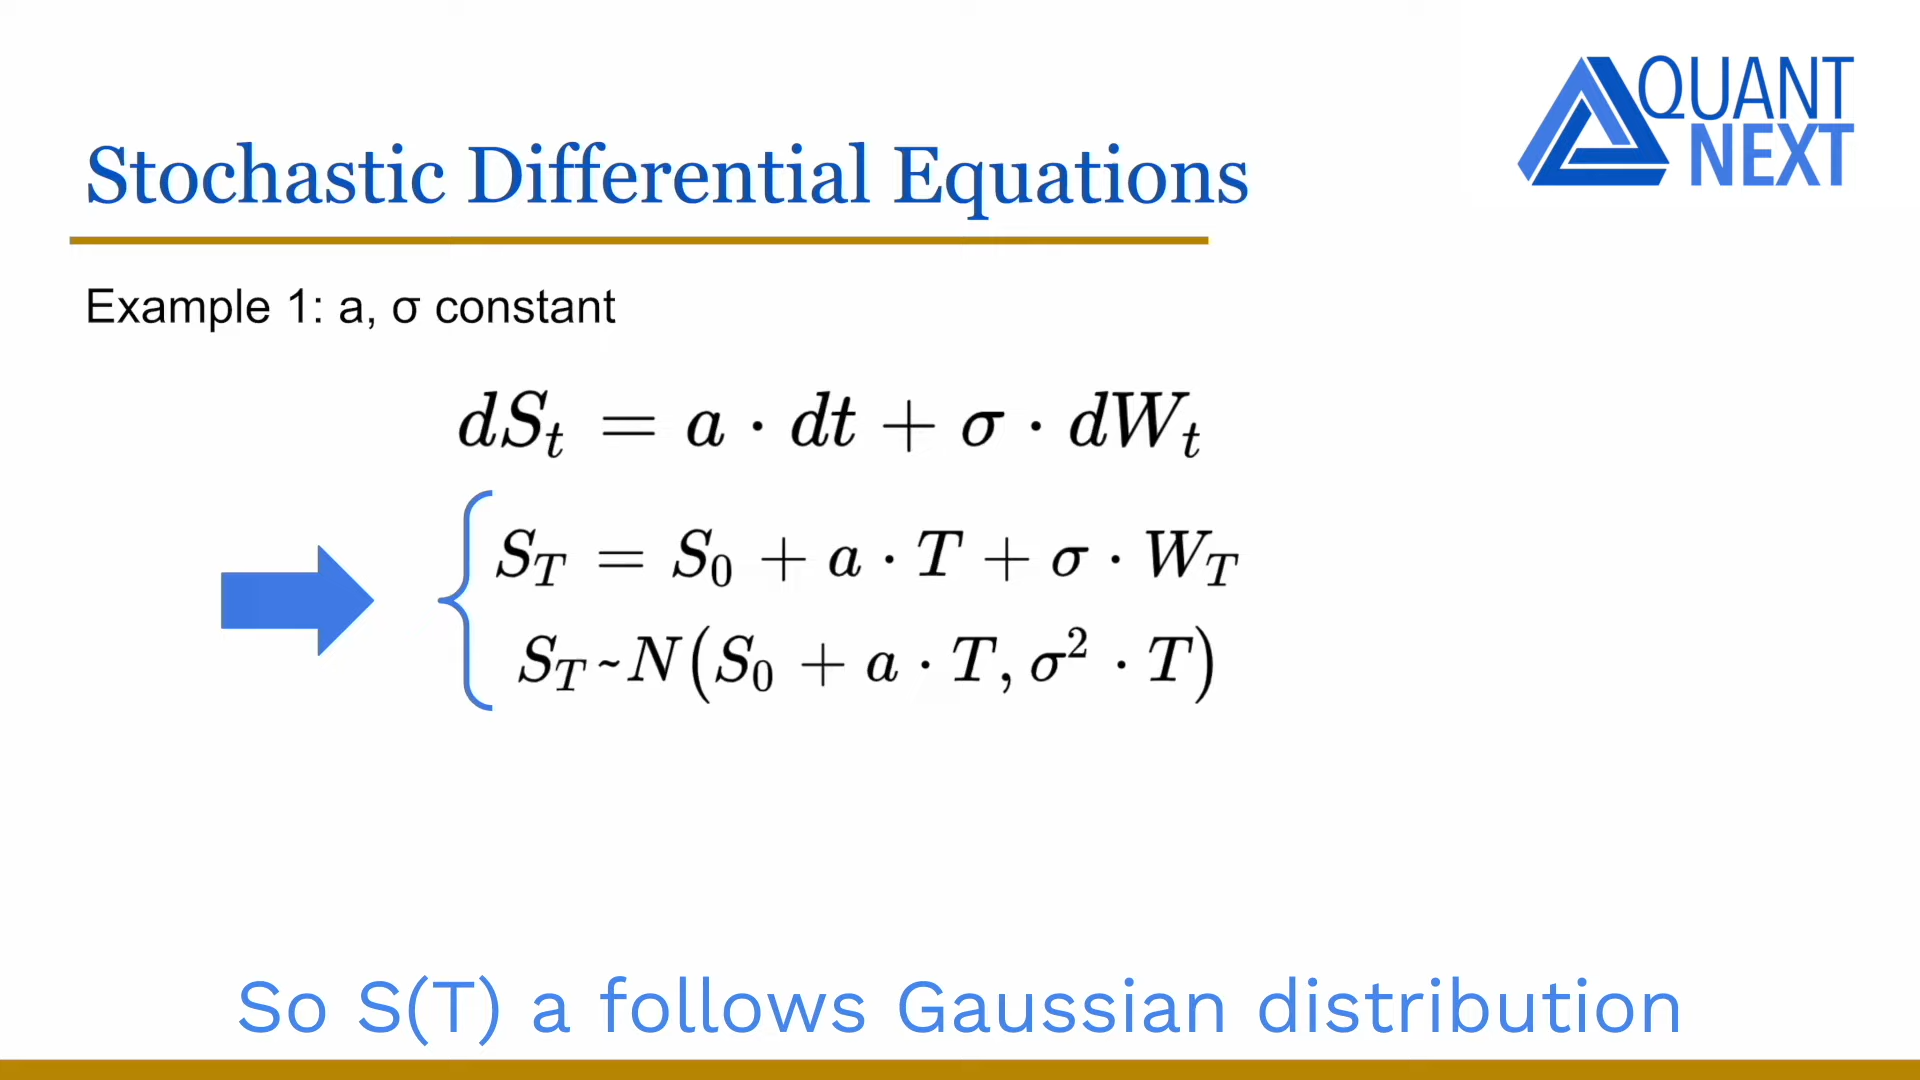 QUANT
NEXT
Stochastic Differential Equations
Example 1: a, σ constant
dS_t = a · dt + σ · dW_t
S_T = S_0 + a · T + σ · W_T
S_T ~ N(S_0 + a · T, σ² · T)
So S(T) a follows Gaussian distribution